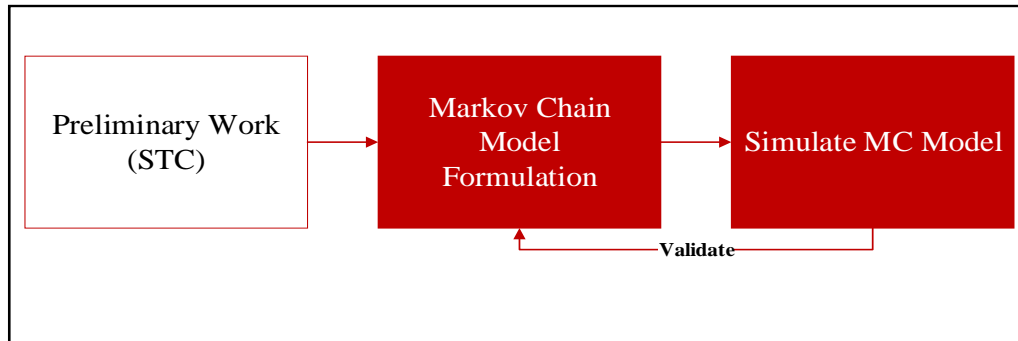 Preliminary Work
(STC)
Markov Chain
Model
Formulation
Simulate MC Model
Validate